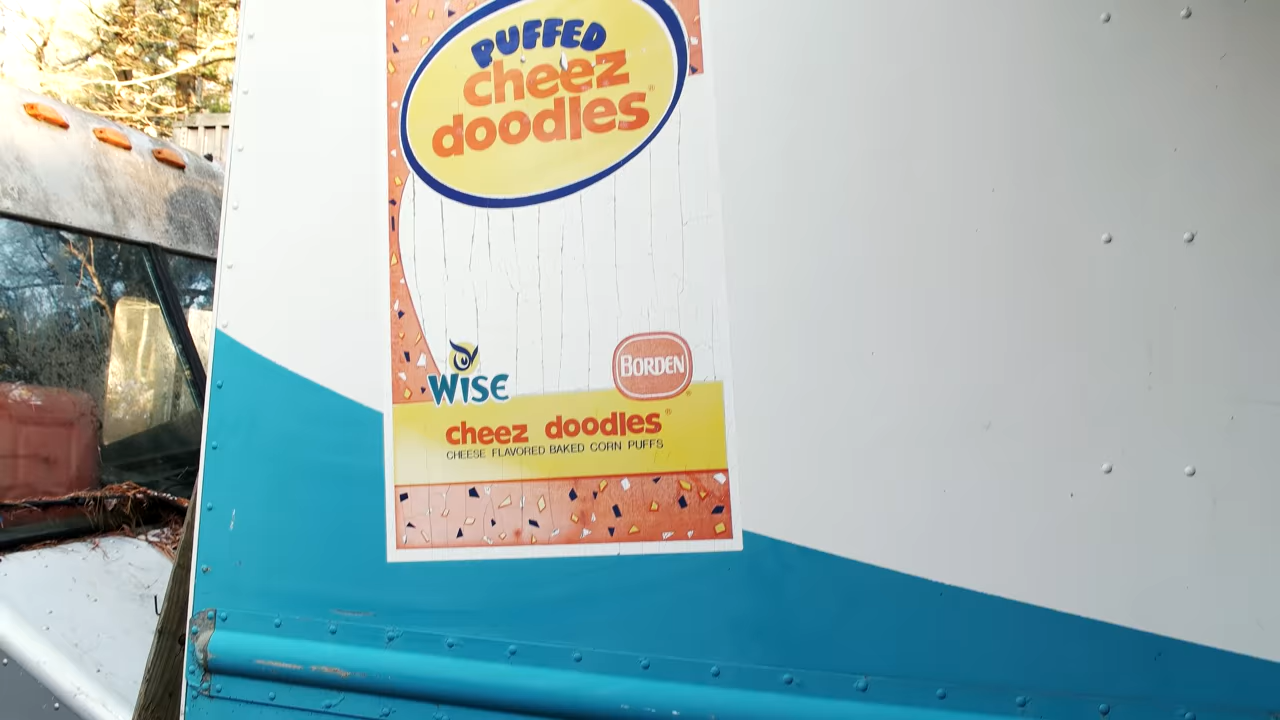 PUFFED
cheez
doodles®
WISE
BORDEN®
cheez doodles®
CHEESE FLAVORED BAKED CORN PUFFS